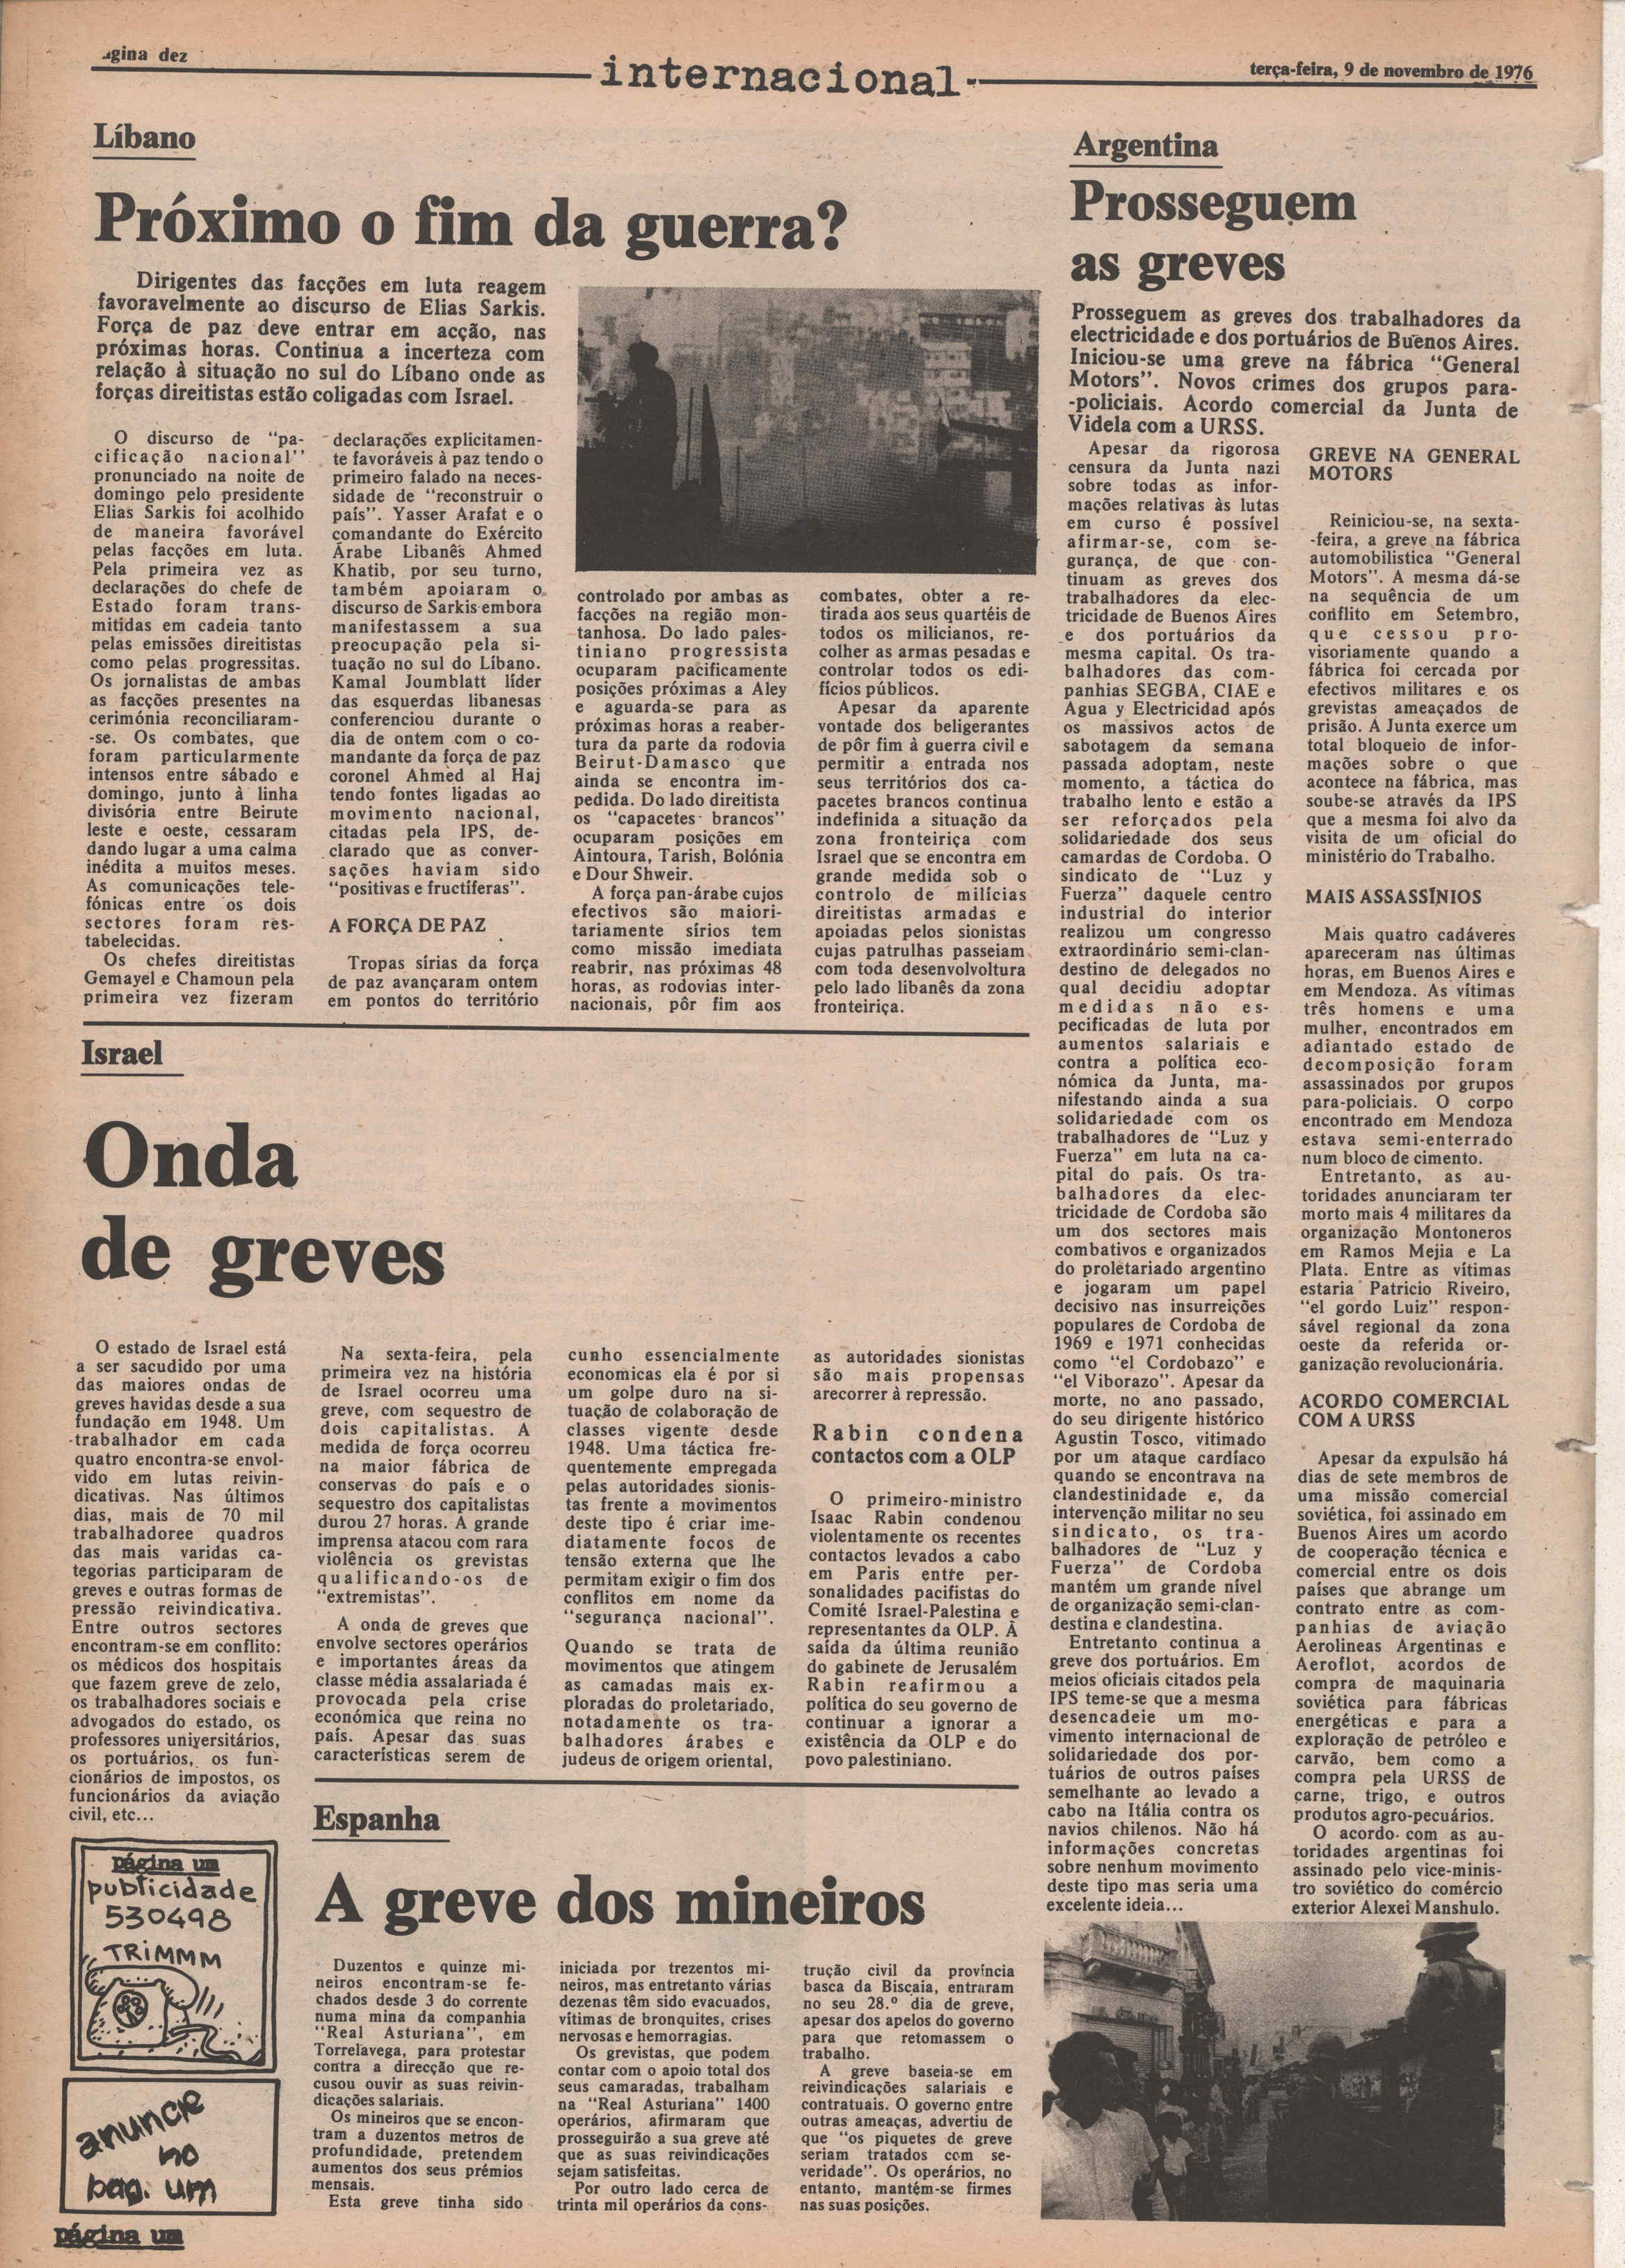 gina dez
internacional
terça-feira, 9 de novembro de 1976
Líbano
Próximo o fim da guerra?
Dirigentes das facções em luta reagem
favoravelmente ao discurso de Elias Sarkis.
Força de paz deve entrar em acção, nas
próximas horas. Continua a incerteza com
relação à situação no sul do Líbano onde as
forças direitistas estão coligadas com Israel.
O discurso de "pa-
cificação nacional"
pronunciado na noite de
domingo pelo presidente
Elias Sarkis foi acolhido
de maneira favorável
pelas facções em luta.
Pela primeira vez as
declarações do chefe de
Estado foram trans-
mitidas em cadeia tanto
pelas emissões direitistas
como pelas progressitas.
Os jornalistas de ambas
as facções presentes na
cerimónia reconciliaram-
-se. Os combates, que
foram particularmente
intensos entre sábado e
domingo, junto à linha
divisória entre Beirute
leste e oeste, cessaram
dando lugar a uma calma
inédita a muitos meses.
As comunicações tele-
fónicas entre os dois
sectores foram res-
tabelecidas.
Os chefes direitistas
Gemayel e Chamoun pela
primeira vez fizeram
declarações explicitamen-
te favoráveis à paz tendo o
primeiro falado na neces-
sidade de "reconstruir o
país". Yasser Arafat e o
comandante do Exército
Árabe Libanês Ahmed
Khatib, por seu turno,
também apoiaram o
discurso de Sarkis embora
manifestassem a sua
preocupação pela si-
tuação no sul do Líbano.
Kamal Joumblatt líder
das esquerdas libanesas
conferenciou durante o
dia de ontem com o co-
mandante da força de paz
coronel Ahmed al Haj
tendo fontes ligadas ao
movimento nacional,
citadas pela IPS, de-
clarado que as conver-
sações haviam sido
"positivas e fructíferas".
A FORÇA DE PAZ
Tropas sírias da força
de paz avançaram ontem
em pontos do território
controlado por ambas as
facções na região mon-
tanhosa. Do lado pales-
tiniano progressista
ocuparam pacificamente
posições próximas a Aley
e aguarda-se para as
próximas horas a reaber-
tura da parte da rodovia
Beirut-Damasco que
ainda se encontra im-
pedida. Do lado direitista
os "capacetes brancos"
ocuparam posições em
Aintoura, Tarish, Bolónia
e Dour Shweir.
A força pan-árabe cujos
efectivos são maiori-
tariamente sírios tem
como missão imediata
reabrir, nas próximas 48
horas, as rodovias inter-
nacionais, pôr fim aos
combates, obter a re-
tirada aos seus quartéis de
todos os milicianos, re-
colher as armas pesadas e
controlar todos os edi-
fícios públicos.
Apesar da aparente
vontade dos beligerantes
de pôr fim à guerra civil e
permitir a entrada nos
seus territórios dos ca-
pacetes brancos continua
indefinida a situação da
zona fronteiriça com
Israel que se encontra em
grande medida sob o
controlo de milícias
direitistas armadas e
apoiadas pelos sionistas
cujas patrulhas passeiam
com toda desenvolvoltura
pelo lado libanês da zona
fronteiriça.
Argentina
Prosseguem
as greves
Prosseguem as greves dos trabalhadores da
electricidade e dos portuários de Buenos Aires.
Iniciou-se uma greve na fábrica "General
Motors". Novos crimes dos grupos para-
-policiais. Acordo comercial da Junta de
Videla com a URSS.
Apesar da rigorosa
censura da Junta nazi
sobre todas as infor-
mações relativas às lutas
em curso é possível
afirmar-se, com se-
gurança, de que con-
tinuam as greves dos
trabalhadores da elec-
tricidade de Buenos Aires
e dos portuários da
mesma capital. Os tra-
balhadores das com-
panhias SEGBA, CIAE e
Agua y Electricidad após
os massivos actos de
sabotagem da semana
passada adoptam, neste
momento, a táctica do
trabalho lento e estão a
ser reforçados pela
solidariedade dos seus
camardas de Cordoba. O
sindicato de "Luz y
Fuerza" daquele centro
industrial do interior
realizou um congresso
extraordinário semi-clan-
destino de delegados no
qual decidiu adoptar
medidas não es-
pecificadas de luta por
aumentos salariais e
contra a política eco-
nómica da Junta, ma-
nifestando ainda a sua
solidariedade com os
trabalhadores de "Luz y
Fuerza" em luta na ca-
pital do país. Os tra-
balhadores da elec-
tricidade de Cordoba são
um dos sectores mais
combativos e organizados
do proletariado argentino
e jogaram um papel
decisivo nas insurreições
populares de Cordoba de
1969 e 1971 conhecidas
como "el Cordobazo" e
"el Viborazo". Apesar da
morte, no ano passado,
do seu dirigente histórico
Agustin Tosco, vitimado
por um ataque cardíaco
quando se encontrava na
clandestinidade e, da
intervenção militar no seu
sindicato, os tra-
balhadores de "Luz y
Fuerza" de Cordoba
mantém um grande nível
de organização semi-clan-
destina e clandestina.
Entretanto continua a
greve dos portuários. Em
meios oficiais citados pela
IPS teme-se que a mesma
desencadeie um mo-
vimento internacional de
solidariedade dos por-
tuários de outros países
semelhante ao levado a
cabo na Itália contra os
navios chilenos. Não há
informações concretas
sobre nenhum movimento
deste tipo mas seria uma
excelente ideia...
GREVE NA GENERAL
MOTORS
Reiniciou-se, na sexta-
-feira, a greve na fábrica
automobilistica "General
Motors". A mesma dá-se
na sequência de um
conflito em Setembro,
que cessou pro-
visoriamente quando a
fábrica foi cercada por
efectivos militares e os
grevistas ameaçados de
prisão. A Junta exerce um
total bloqueio de infor-
mações sobre o que
acontece na fábrica, mas
soube-se através da IPS
que a mesma foi alvo da
visita de um oficial do
ministério do Trabalho.
MAIS ASSASSÍNIOS
Mais quatro cadáveres
apareceram nas últimas
horas, em Buenos Aires e
em Mendoza. As vítimas
três homens e uma
mulher, encontrados em
adiantado estado de
decomposição foram
assassinados por grupos
para-policiais. O corpo
encontrado em Mendoza
estava semi-enterrado
num bloco de cimento.
Entretanto, as au-
toridades anunciaram ter
morto mais 4 militares da
organização Montoneros
em Ramos Mejia e La
Plata. Entre as vítimas
estaria Patricio Riveiro,
"el gordo Luiz" respon-
sável regional da zona
oeste da referida or-
ganização revolucionária.
ACORDO COMERCIAL
COM A URSS
Apesar da expulsão há
dias de sete membros de
uma missão comercial
soviética, foi assinado em
Buenos Aires um acordo
de cooperação técnica e
comercial entre os dois
países que abrange um
contrato entre as com-
panhias de aviação
Aerolineas Argentinas e
Aeroflot, acordos de
compra de maquinaria
soviética para fábricas
energéticas e para a
exploração de petróleo e
carvão, bem como a
compra pela URSS de
carne, trigo, e outros
produtos agro-pecuários.
O acordo com as au-
toridades argentinas foi
assinado pelo vice-minis-
tro soviético do comércio
exterior Alexei Manshulo.
Israel
Onda
de greves
O estado de Israel está
a ser sacudido por uma
das maiores ondas de
greves havidas desde a sua
fundação em 1948. Um
trabalhador em cada
quatro encontra-se envol-
vido em lutas reivin-
dicativas. Nas últimos
dias, mais de 70 mil
trabalhadoree quadros
das mais varidas ca-
tegorias participaram de
greves e outras formas de
pressão reivindicativa.
Entre outros sectores
encontram-se em conflito:
os médicos dos hospitais
que fazem greve de zelo,
os trabalhadores sociais e
advogados do estado, os
professores uniyersitários,
os portuários, os fun-
cionários de impostos, os
funcionários da aviação
civil, etc...
Na sexta-feira, pela
primeira vez na história
de Israel ocorreu uma
greve, com sequestro de
dois capitalistas. A
medida de força ocorreu
na maior fábrica de
conservas do país e o
sequestro dos capitalistas
durou 27 horas. A grande
imprensa atacou com rara
violência os grevistas
qualificando-os de
"extremistas".
A onda de greves que
envolve sectores operários
e importantes áreas da
classe média assalariada é
provocada pela crise
económica que reina no
país. Apesar das suas
características serem de
cunho essencialmente
economicas ela é por si
um golpe duro na si-
tuação de colaboração de
classes vigente desde
1948. Uma táctica fre-
quentemente empregada
pelas autoridades sionis-
tas frente a movimentos
deste tipo é criar ime-
diatamente focos de
tensão externa que lhe
permitam exigir o fim dos
conflitos em nome da
"segurança nacional".
Quando se trata de
movimentos que atingem
as camadas mais ex-
ploradas do proletariado,
notadamente os tra-
balhadores árabes e
judeus de origem oriental,
as autoridades sionistas
são mais propensas
arecorrer à repressão.
Rabin condena
contactos com a OLP
O primeiro-ministro
Isaac Rabin condenou
violentamente os recentes
contactos levados a cabo
em Paris entre per-
sonalidades pacifistas do
Comité Israel-Palestina e
representantes da OLP. À
saída da última reunião
do gabinete de Jerusalém
Rabin reafirmou a
política do seu governo de
continuar a ignorar a
existência da OLP e do
povo palestiniano.
Espanha
A greve dos mineiros
Duzentos e quinze mi-
neiros encontram-se fe-
chados desde 3 do corrente
numa mina da companhia
"Real Asturiana", em
Torrelavega, para protestar
contra a direcção que re-
cusou ouvir as suas reivin-
dicações salariais.
Os mineiros que se encon-
tram a duzentos metros de
profundidade, pretendem
aumentos dos seus prémios
mensais.
Esta greve tinha sido
iniciada por trezentos mi-
neiros, mas entretanto várias
dezenas têm sido evacuados,
vítimas de bronquites, crises
nervosas e hemorragias.
Os grevistas, que podem
contar com o apoio total dos
seus camaradas, trabalham
na "Real Asturiana" 1400
operários, afirmaram que
prosseguirão a sua greve até
que as suas reivindicações
sejam satisfeitas.
Por outro lado cerca de
trinta mil operários da cons-
trução civil da província
basca da Biscaia, entraram
no seu 28.º dia de greve,
apesar dos apelos do governo
para que retomassem o
trabalho.
A greve baseia-se em
reivindicações salariais e
contratuais. O governo entre
outras ameaças, advertiu de
que "os piquetes de greve
seriam tratados com se-
veridade". Os operários, no
entanto, mantém-se firmes
nas suas posições.
página um
publicidade
530498
TRIMMM
anuncie
no
pag. um
página um